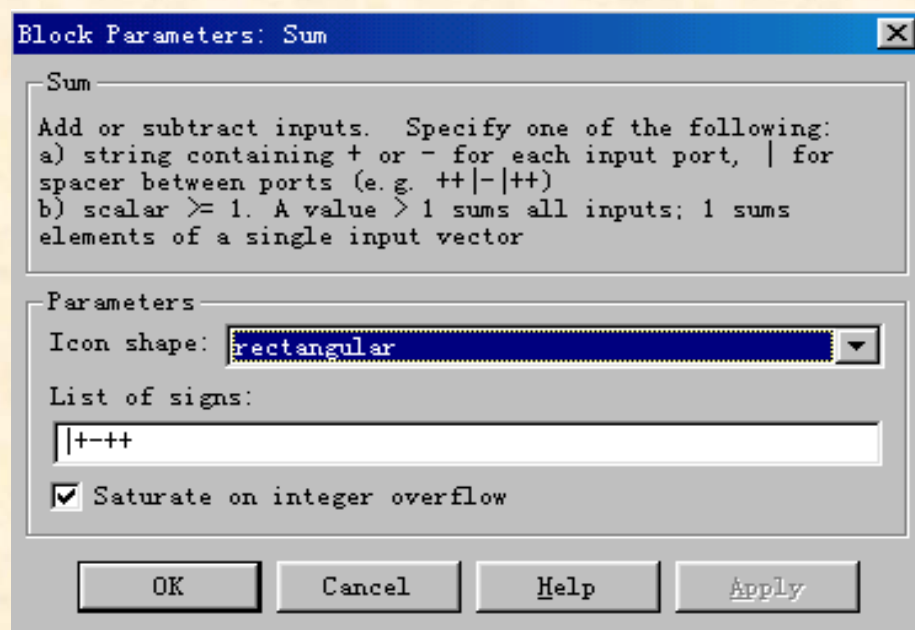 Block Parameters: Sum
Sum
Add or subtract inputs.  Specify one of the following:
a) string containing + or - for each input port, | for
spacer between ports (e.g. ++|-|++)
b) scalar >= 1. A value > 1 sums all inputs; 1 sums
elements of a single input vector
Parameters
Icon shape: rectangular
List of signs:
|+-++
Saturate on integer overflow
OK Cancel Help Apply